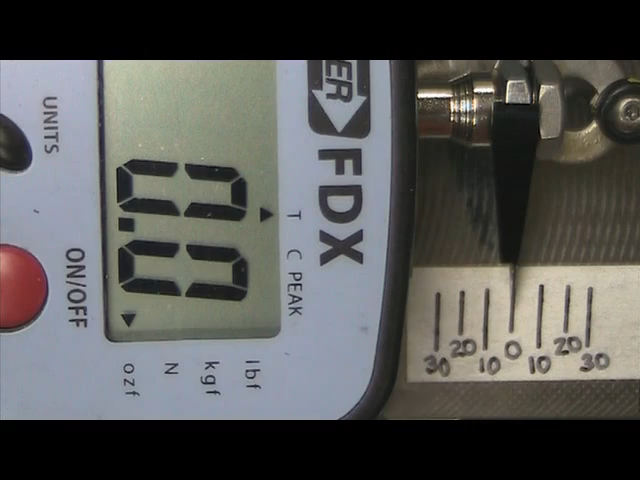 ER
FDX
T C PEAK
0.0
UNITS
ON/OFF
lbf
kgf
N
ozf
30 20 10 0 10 20 30